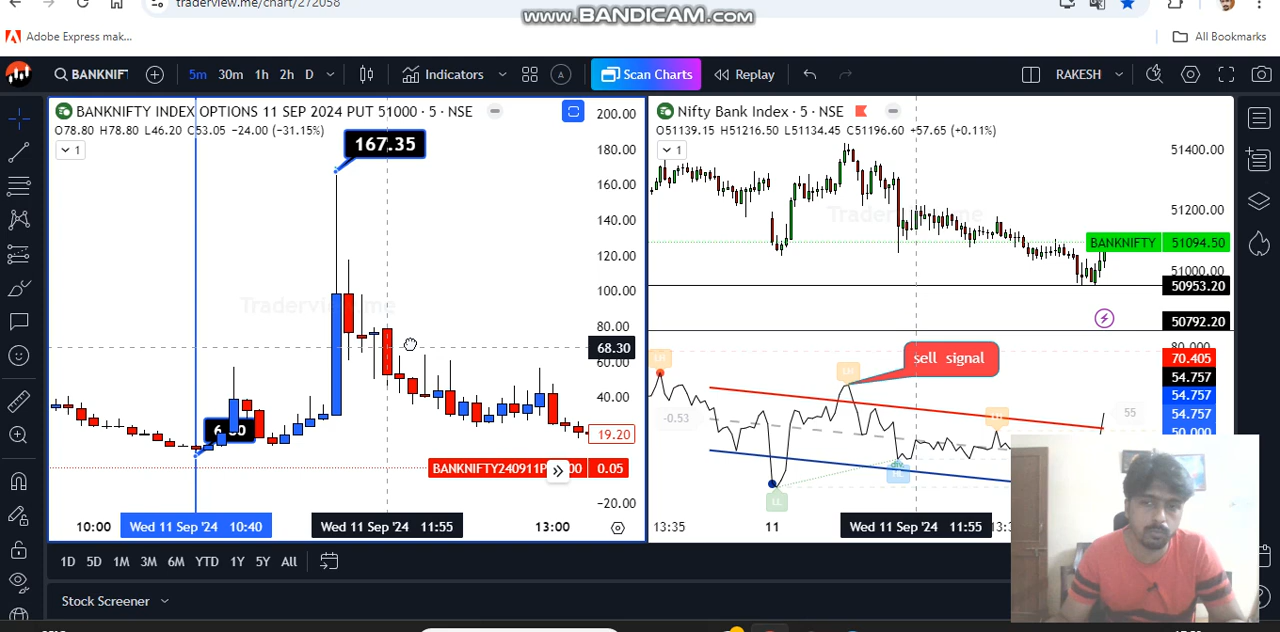 traderview.me/chart/272058
www.BANDICAM.com
Adobe Express mak...
All Bookmarks
BANKNIFT
5m 30m 1h 2h D
Indicators
A
Scan Charts
Replay
RAKESH
BANKNIFTY INDEX OPTIONS 11 SEP 2024 PUT 51000 · 5 · NSE
O78.80 H78.80 L46.20 C53.05 −24.00 (−31.15%)
1
167.35
200.00
180.00
160.00
140.00
120.00
100.00
80.00
68.30
60.00
40.00
19.20
0.05
−20.00
10:00
Wed 11 Sep '24 10:40
Wed 11 Sep '24 11:55
13:00
Nifty Bank Index · 5 · NSE
O51139.15 H51216.50 L51134.45 C51196.60 +57.65 (+0.11%)
1
51400.00
51200.00
BANKNIFTY 51094.50
51000.00
50953.20
50792.20
80.000
70.405
54.757
54.757
54.757
50.000
sell signal
-0.53
55
LL
13:35
11
Wed 11 Sep '24 11:55
1D 5D 1M 3M 6M YTD 1Y 5Y All
Stock Screener